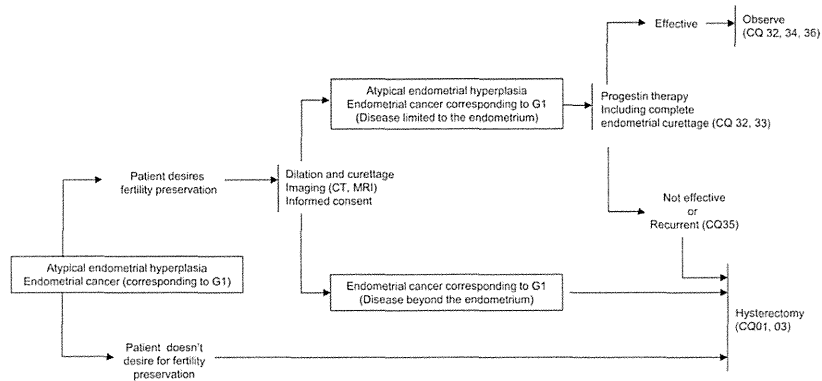 Effective
Observe
(CQ 32, 34, 36)
Atypical endometrial hyperplasia
Endometrial cancer corresponding to G1
(Disease limited to the endometrium)
Progestin therapy
Including complete
endometrial curettage (CQ 32, 33)
Patient desires
fertility preservation
Dilation and curettage
Imaging (CT, MRI)
Informed consent
Not effective
or
Recurrent (CQ35)
Atypical endometrial hyperplasia
Endometrial cancer (corresponding to G1)
Endometrial cancer corresponding to G1
(Disease beyond the endometrium)
Hysterectomy
(CQ01, 03)
Patient doesn't
desire for fertility
preservation